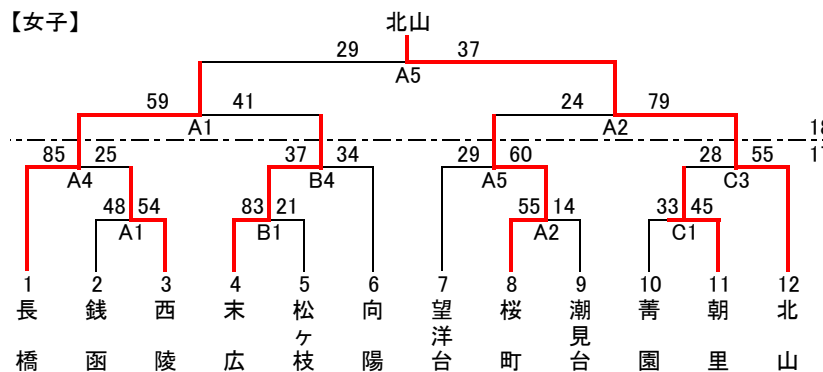 【女子】
北山
29 37
A5
59 41 24 79
A1 A2
18
17
85 25 37 34 29 60 28 55
A4 B4 A5 C3
48 54 83 21 55 14 33 45
A1 B1 A2 C1
1 2 3 4 5 6 7 8 9 10 11 12
長橋
銭函
西陵
末広
松ヶ枝
向陽
望洋台
桜町
潮見台
菁園
朝里
北山